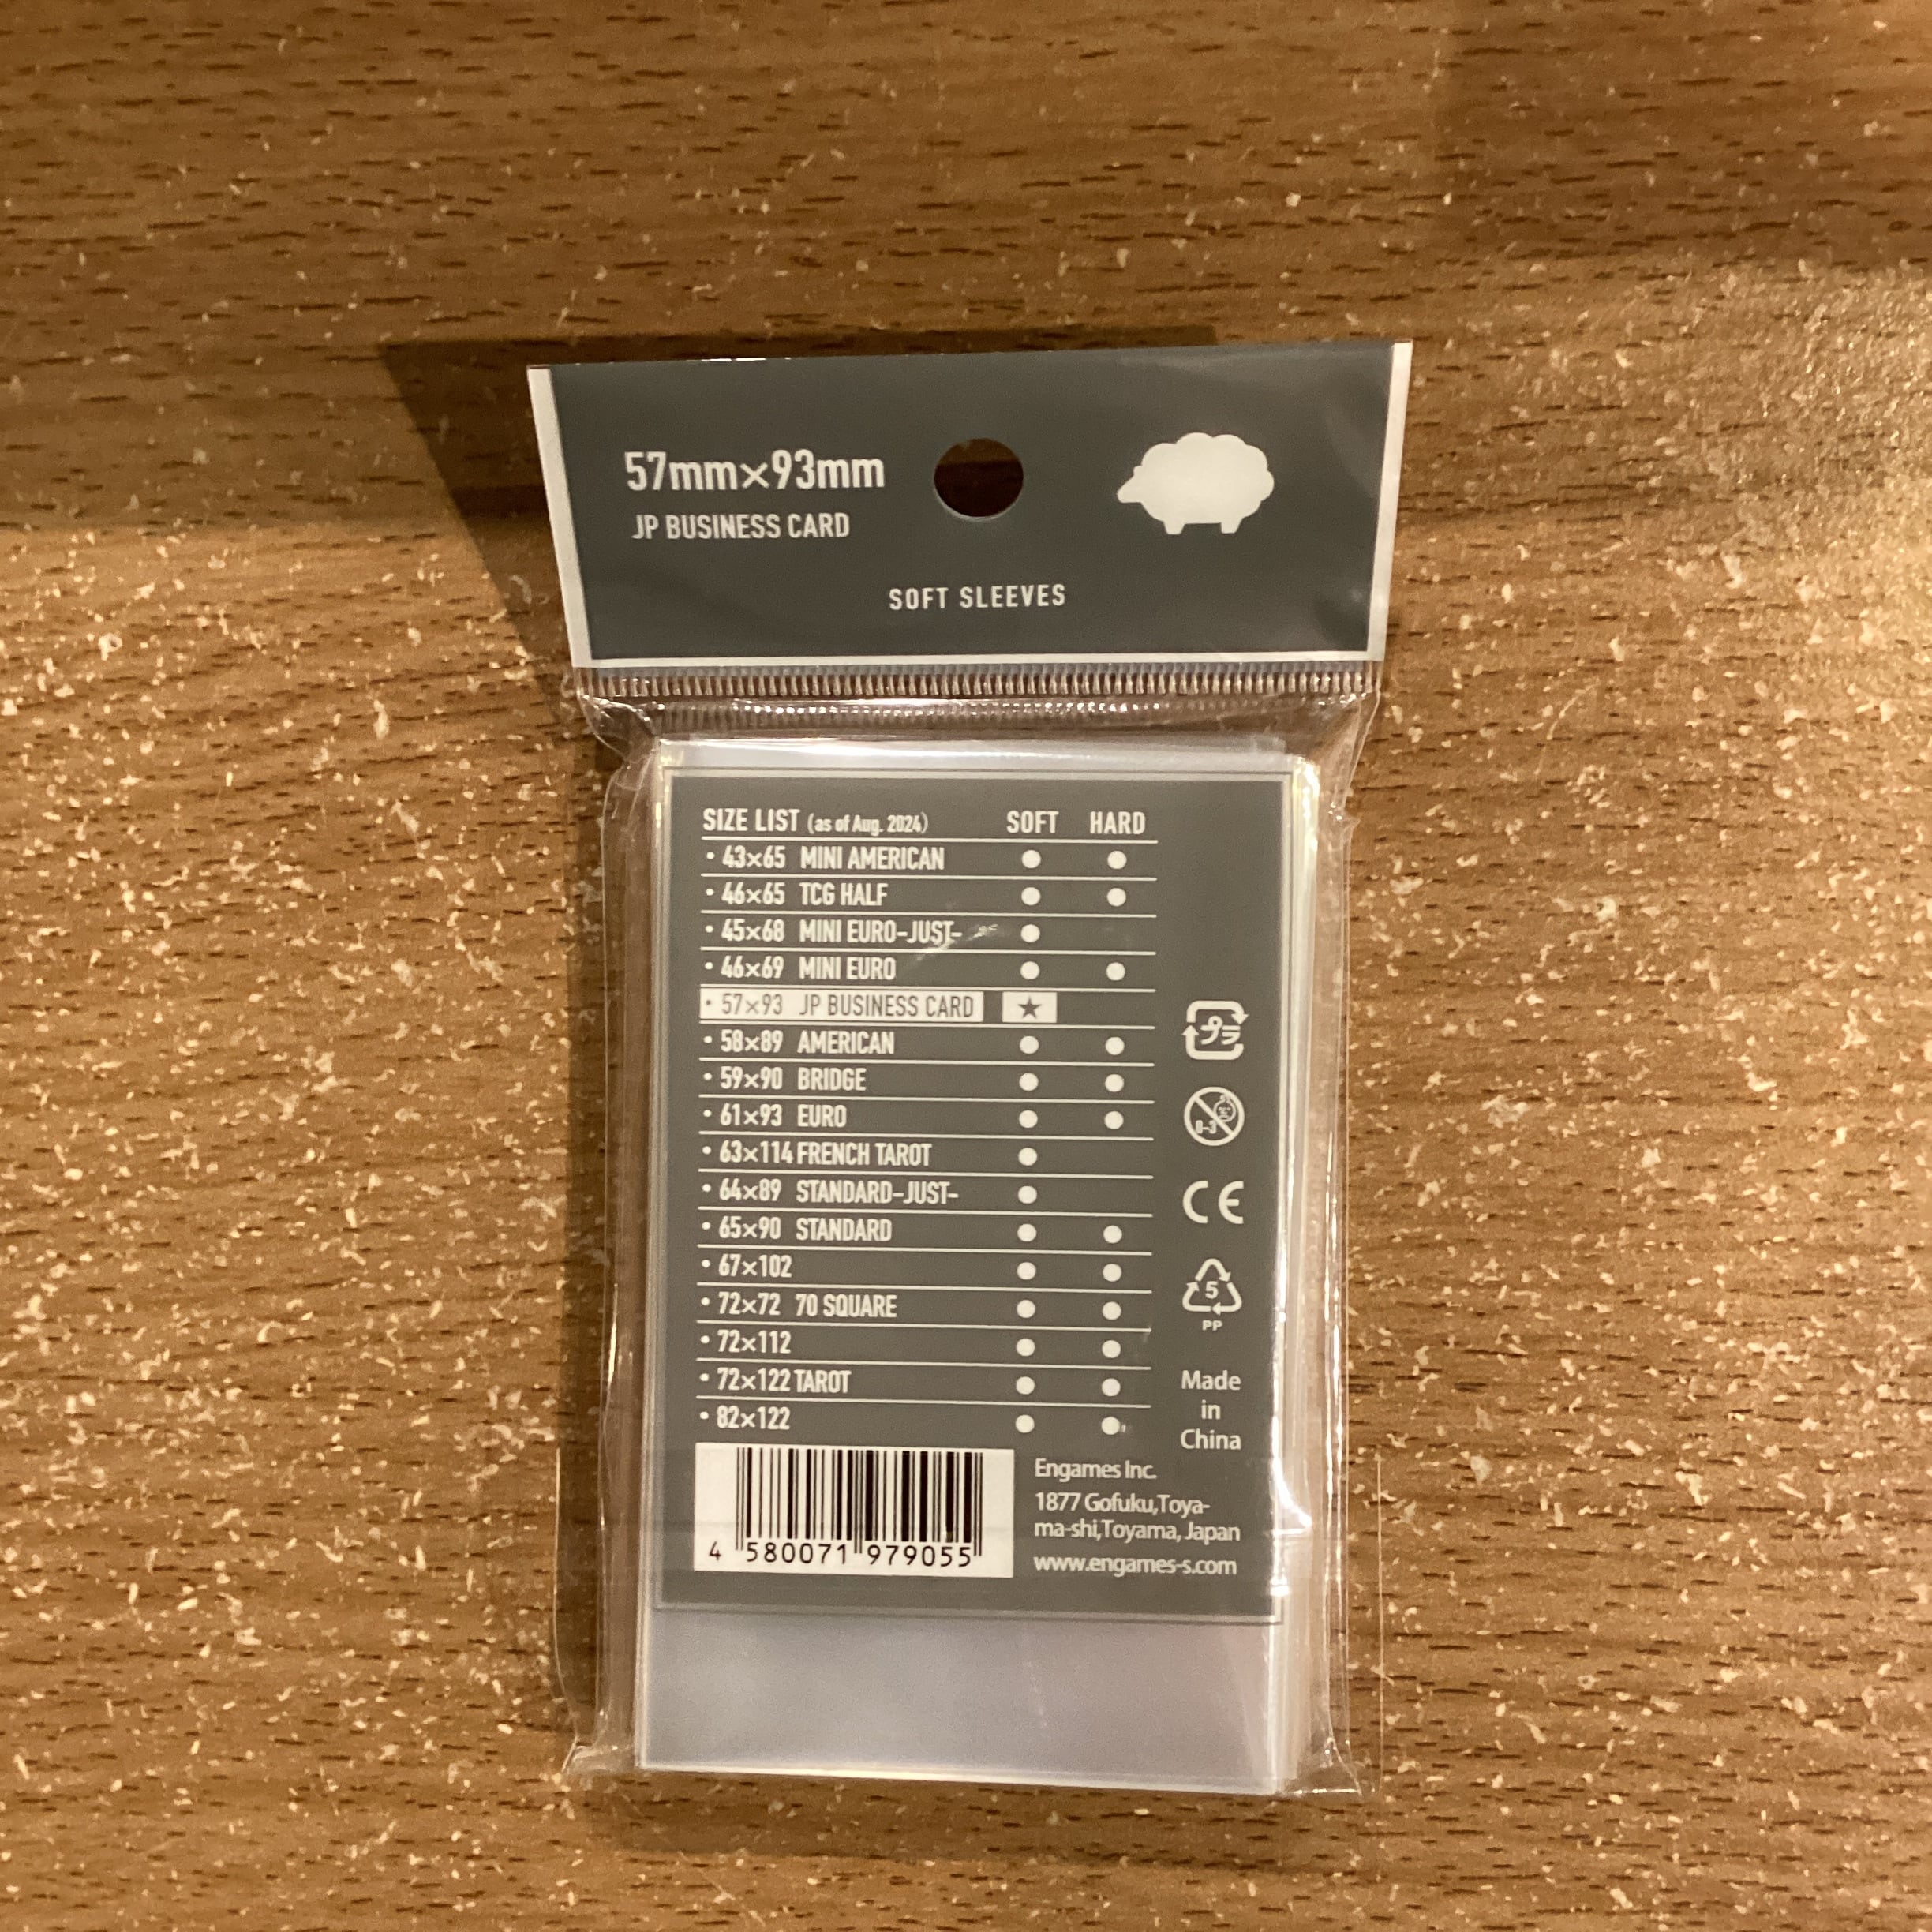 57mm×93mm
JP BUSINESS CARD
SOFT SLEEVES
SIZE LIST (as of Aug. 2024) SOFT HARD
・43×65 MINI AMERICAN ● ●
・46×65 TCG HALF ● ●
・45×68 MINI EURO-JUST- ●
・46×69 MINI EURO ● ●
・57×93 JP BUSINESS CARD ★
・58×89 AMERICAN ● ●
・59×90 BRIDGE ● ●
・61×93 EURO ● ●
・63×114 FRENCH TAROT ●
・64×89 STANDARD-JUST- ●
・65×90 STANDARD ● ●
・67×102 ● ●
・72×72 70 SQUARE ● ●
・72×112 ● ●
・72×122 TAROT ● ●
・82×122 ● ●
プラ
0-3
CE
5
PP
Made
in
China
4 580071 979055
Engames Inc.
1877 Gofuku,Toya-
ma-shi,Toyama, Japan
www.engames-s.com